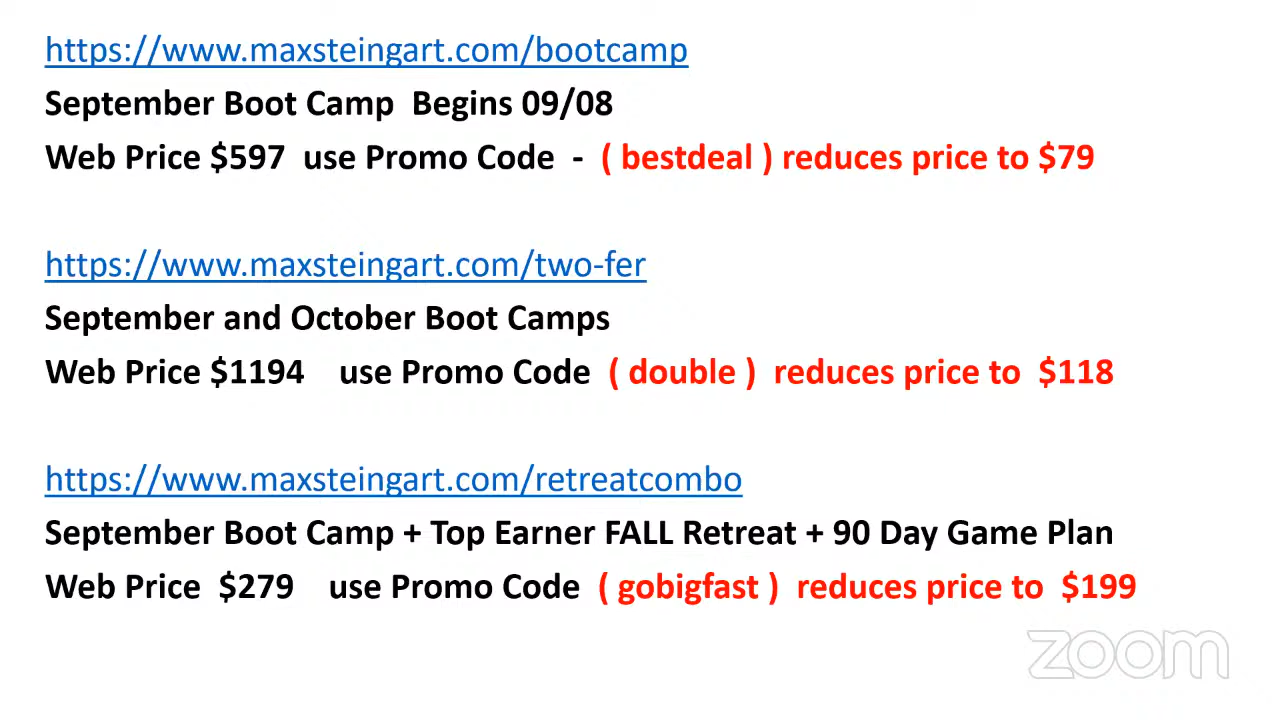 https://www.maxsteingart.com/bootcamp
September Boot Camp Begins 09/08
Web Price $597 use Promo Code - ( bestdeal ) reduces price to $79
https://www.maxsteingart.com/two-fer
September and October Boot Camps
Web Price $1194 use Promo Code ( double ) reduces price to $118
https://www.maxsteingart.com/retreatcombo
September Boot Camp + Top Earner FALL Retreat + 90 Day Game Plan
Web Price $279 use Promo Code ( gobigfast ) reduces price to $199
zoom